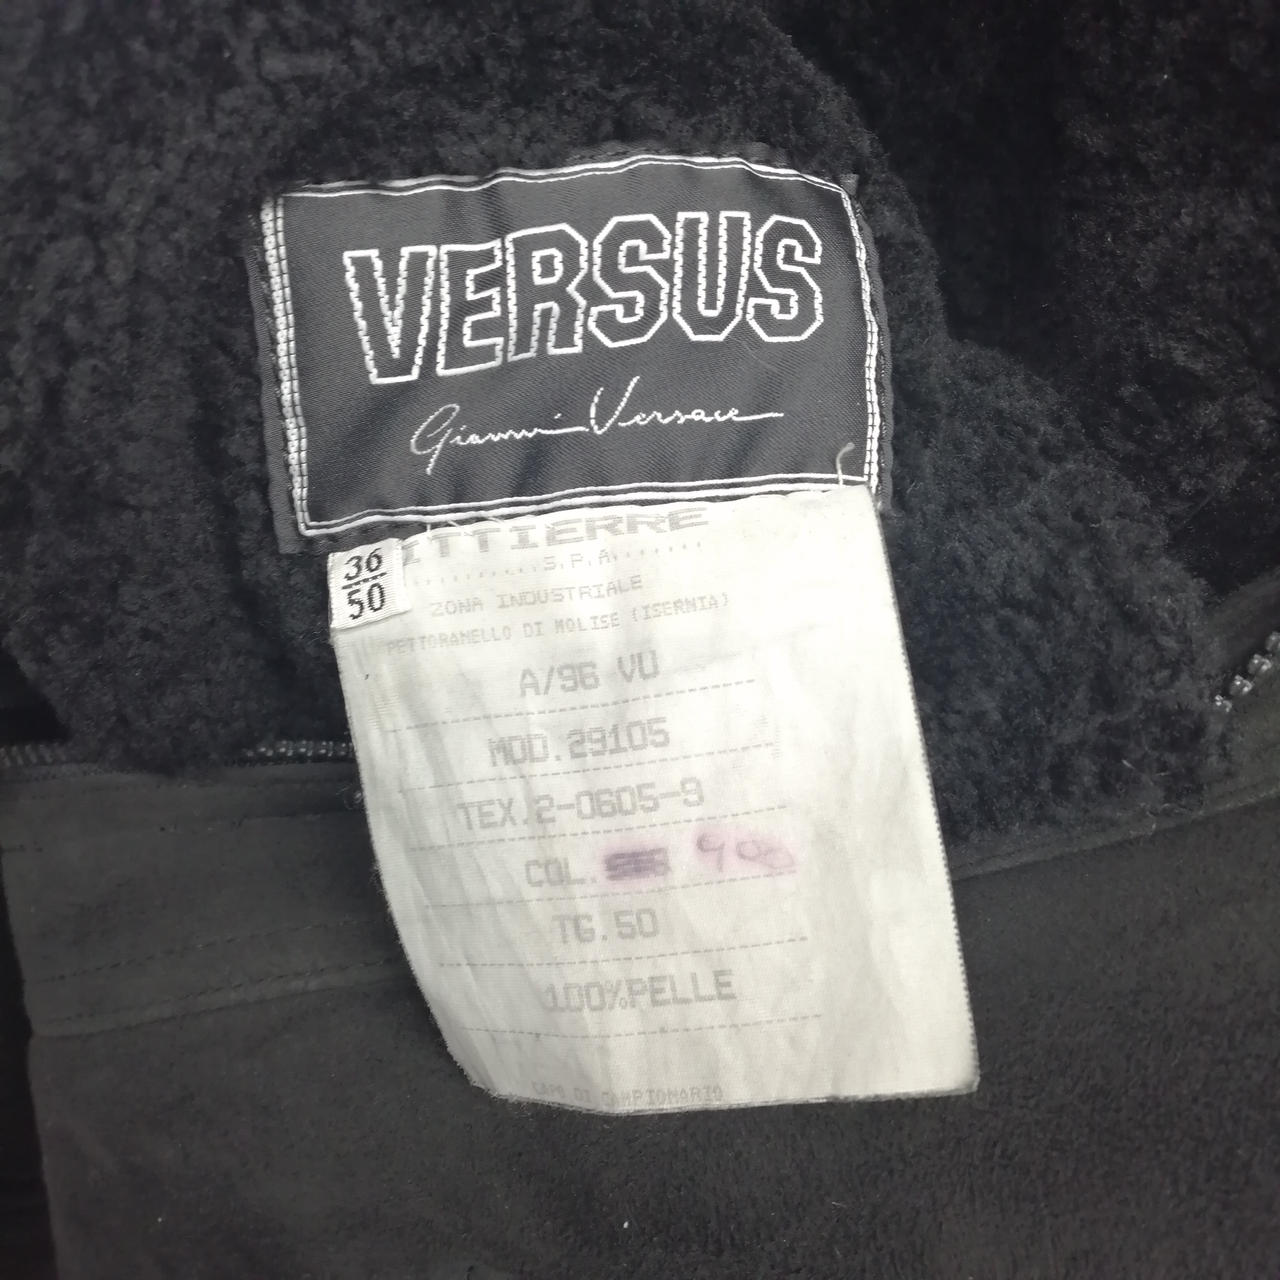 VERSUS
Gianni Versace
36
50
ITTIERRE
............S.P.A.......
ZONA INDUSTRIALE
PETTORANELLO DI MOLISE (ISERNIA)
A/96 VU
MOD.29105
TEX.2-0605-9
COL. 900
TG.50
100%PELLE
CAPO DI CAMPIONARIO